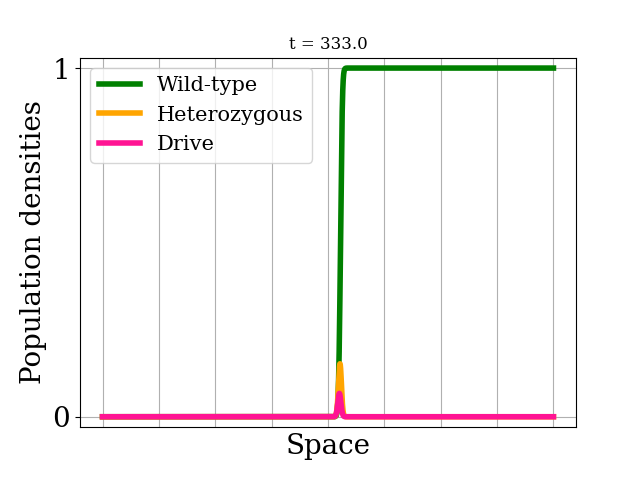 t = 333.0
1
Wild-type
Heterozygous
Drive
Population densities
0
Space